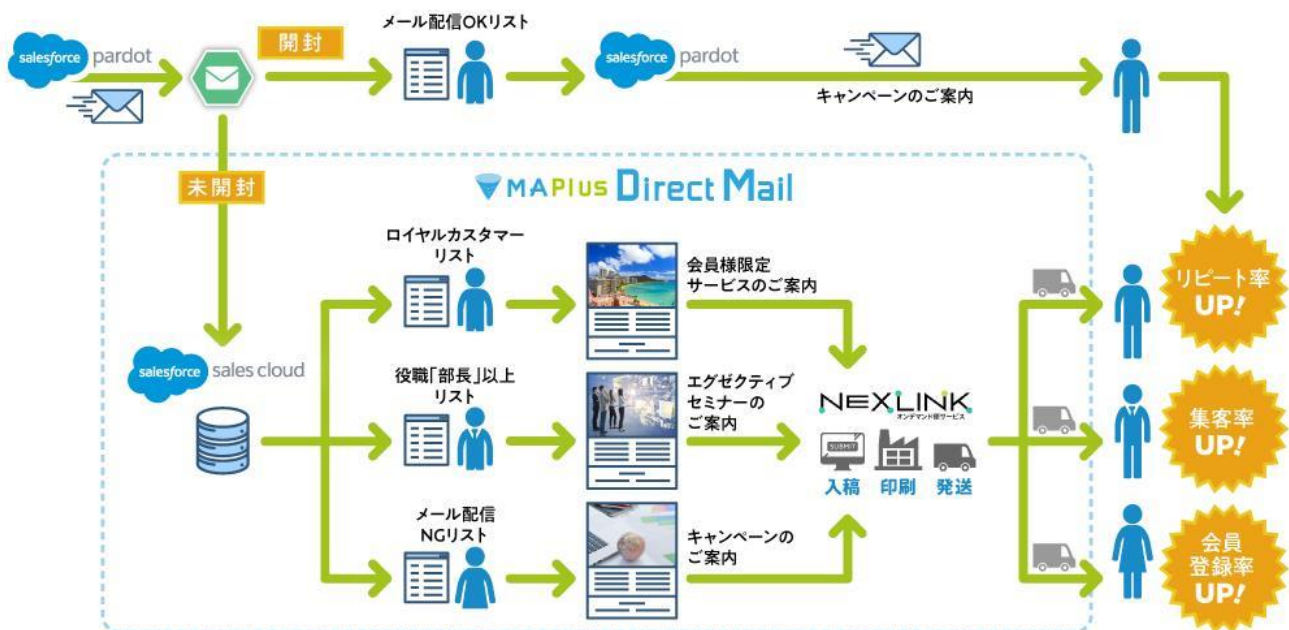 salesforce pardot
開封
メール配信OKリスト
salesforce pardot
キャンペーンのご案内
未開封
MAPlus Direct Mail
ロイヤルカスタマー
リスト
会員様限定
サービスのご案内
リピート率
UP!
salesforce sales cloud
役職「部長」以上
リスト
エグゼクティブ
セミナーの
ご案内
NEXLINK
オンデマンド便サービス
SUBMIT
入稿 印刷 発送
集客率
UP!
メール配信
NGリスト
キャンペーンの
ご案内
会員
登録率
UP!